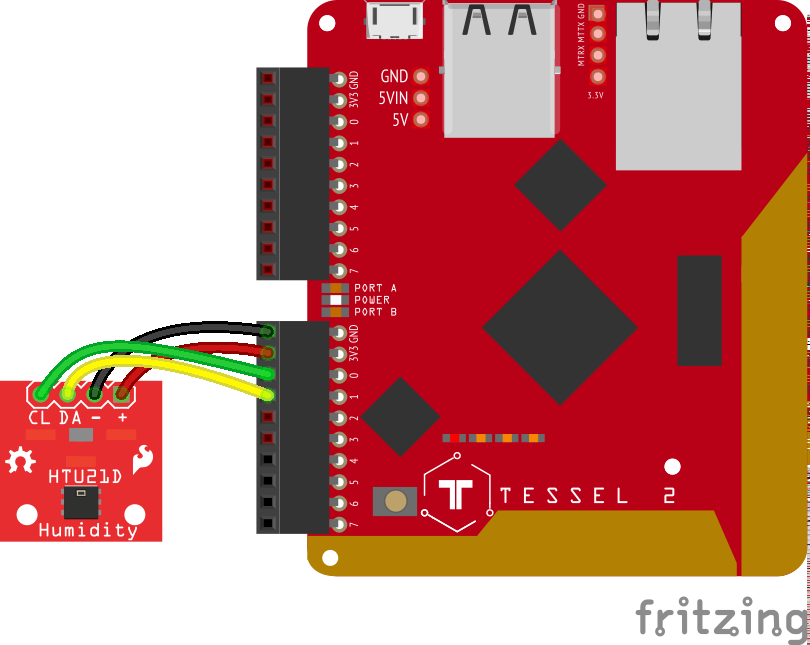 MTRX MTTX GND
GND
5VIN
5V
3.3V
GND
3V3
0
1
2
3
4
5
6
7
PORT A
POWER
PORT B
GND
3V3
0
1
2
3
4
5
6
7
CL DA - +
HTU21D
Humidity
TESSEL 2
fritzing